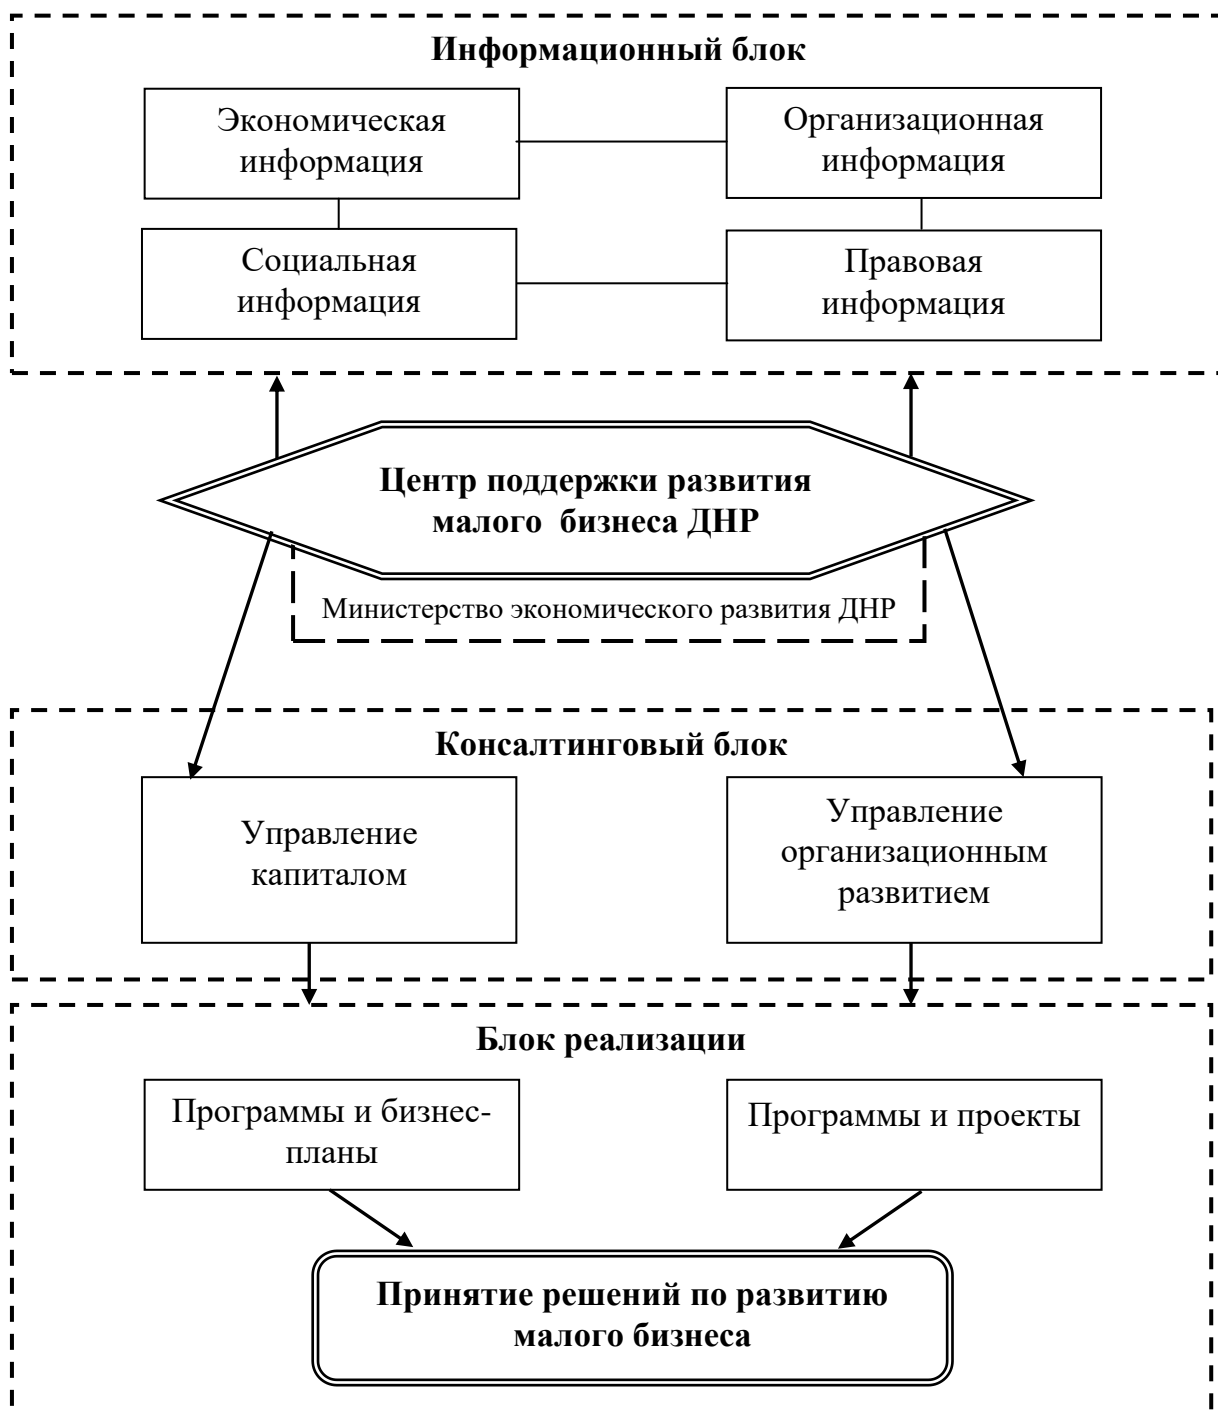 Информационный блок
Экономическая
информация
Организационная
информация
Социальная
информация
Правовая
информация
Центр поддержки развития
малого бизнеса ДНР
Министерство экономического развития ДНР
Консалтинговый блок
Управление
капиталом
Управление
организационным
развитием
Блок реализации
Программы и бизнес-
планы
Программы и проекты
Принятие решений по развитию
малого бизнеса